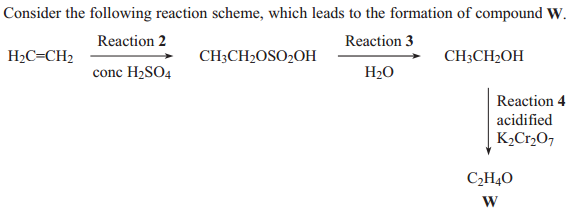 Consider the following reaction scheme, which leads to the formation of compound W.
Reaction 2
Reaction 3
H₂C=CH₂
CH₃CH₂OSO₂OH
CH₃CH₂OH
conc H₂SO₄
H₂O
Reaction 4
acidified
K₂Cr₂O₇
C₂H₄O
W